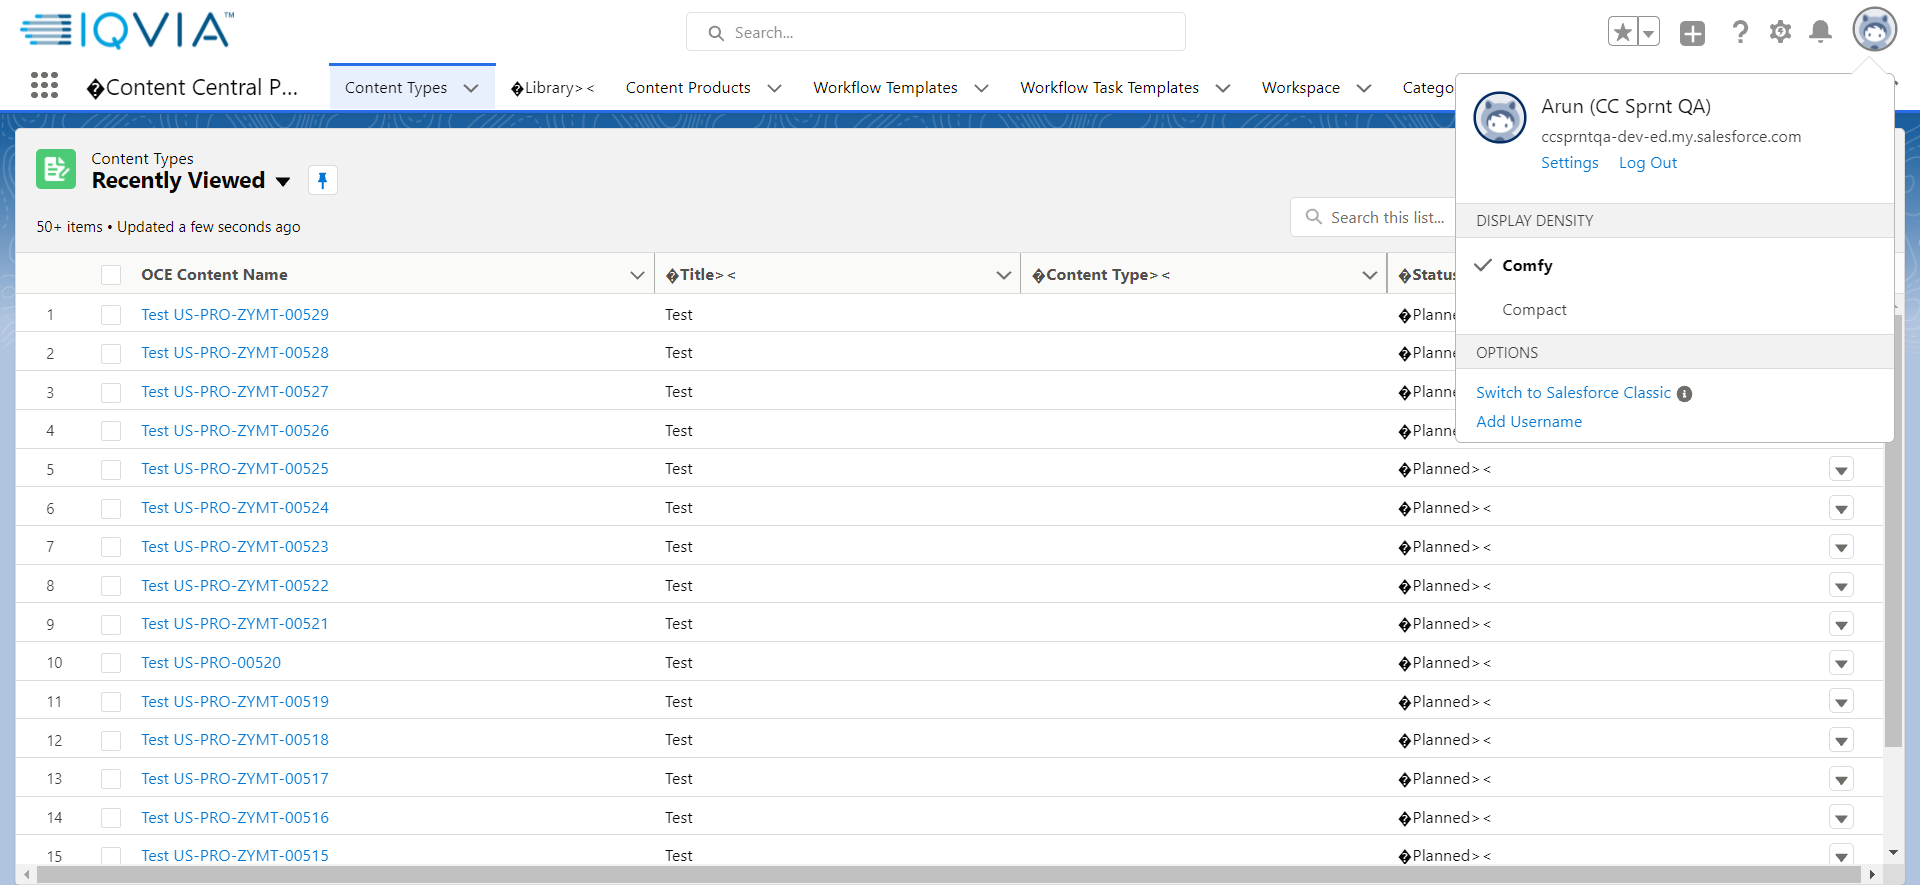 IQVIA™
Search...
�Content Central P...
Content Types
�Library><
Content Products
Workflow Templates
Workflow Task Templates
Workspace
Catego
Arun (CC Sprnt QA)
ccsprntqa-dev-ed.my.salesforce.com
Settings Log Out
DISPLAY DENSITY
Comfy
Compact
OPTIONS
Switch to Salesforce Classic
Add Username
Content Types
Recently Viewed
50+ items • Updated a few seconds ago
Search this list...
OCE Content Name �Title>< �Content Type>< �Status
1 Test US-PRO-ZYMT-00529 Test �Planne
2 Test US-PRO-ZYMT-00528 Test �Planne
3 Test US-PRO-ZYMT-00527 Test �Planne
4 Test US-PRO-ZYMT-00526 Test �Planne
5 Test US-PRO-ZYMT-00525 Test �Planned><
6 Test US-PRO-ZYMT-00524 Test �Planned><
7 Test US-PRO-ZYMT-00523 Test �Planned><
8 Test US-PRO-ZYMT-00522 Test �Planned><
9 Test US-PRO-ZYMT-00521 Test �Planned><
10 Test US-PRO-00520 Test �Planned><
11 Test US-PRO-ZYMT-00519 Test �Planned><
12 Test US-PRO-ZYMT-00518 Test �Planned><
13 Test US-PRO-ZYMT-00517 Test �Planned><
14 Test US-PRO-ZYMT-00516 Test �Planned><
15 Test US-PRO-ZYMT-00515 Test �Planned><